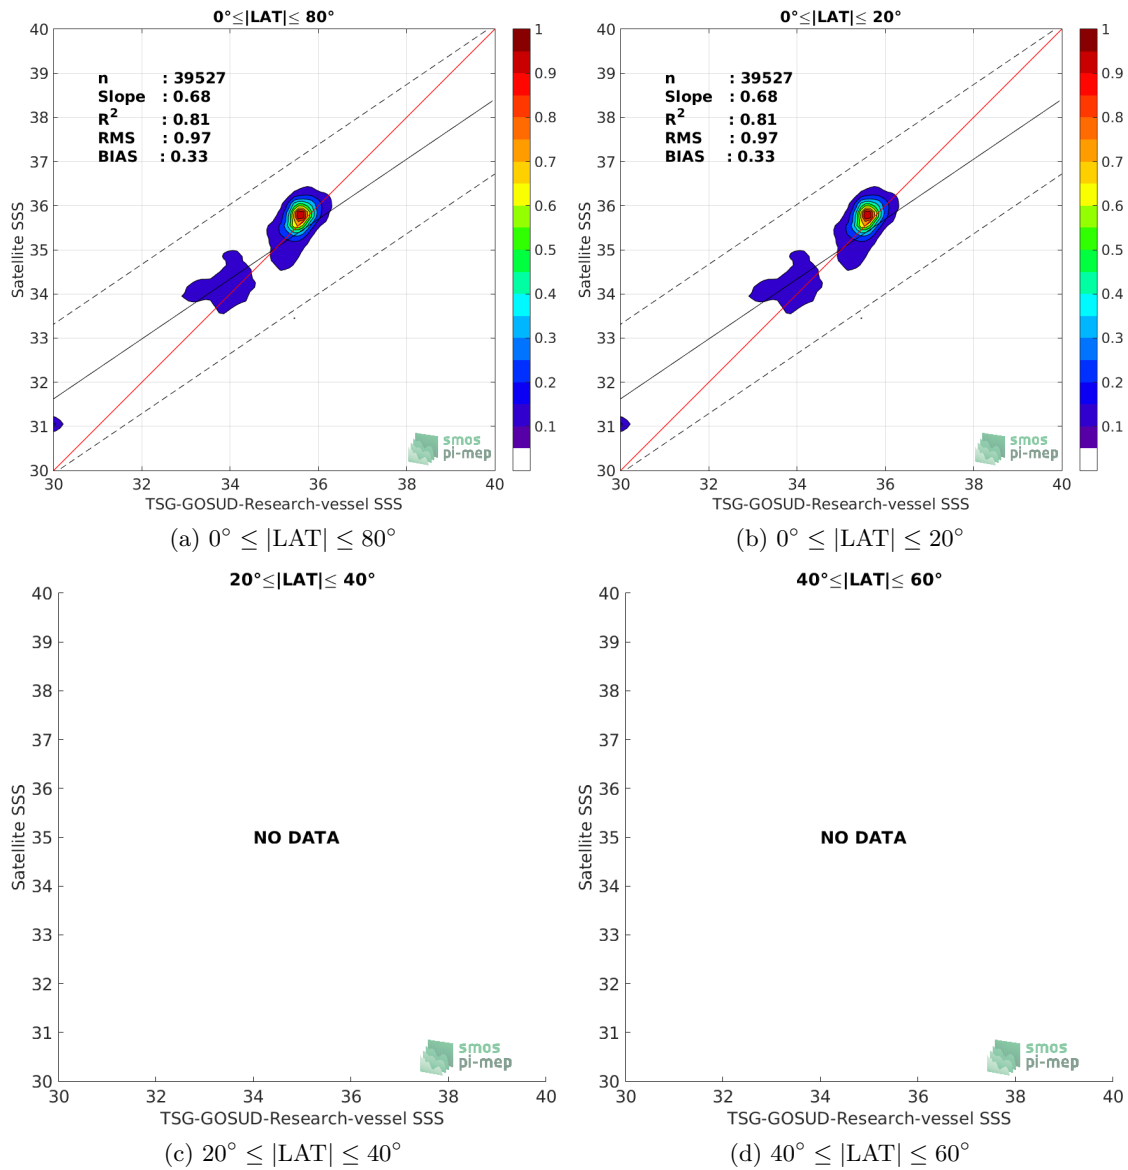 0°≤|LAT|≤ 80°
40
39
38
37
36
35
34
33
32
31
30
Satellite SSS
n : 39527
Slope : 0.68
R² : 0.81
RMS : 0.97
BIAS : 0.33
smos
pi-mep
30 32 34 36 38 40
TSG-GOSUD-Research-vessel SSS
1
0.9
0.8
0.7
0.6
0.5
0.4
0.3
0.2
0.1
(a) 0° ≤ |LAT| ≤ 80°
0°≤|LAT|≤ 20°
40
39
38
37
36
35
34
33
32
31
30
Satellite SSS
n : 39527
Slope : 0.68
R² : 0.81
RMS : 0.97
BIAS : 0.33
smos
pi-mep
30 32 34 36 38 40
TSG-GOSUD-Research-vessel SSS
1
0.9
0.8
0.7
0.6
0.5
0.4
0.3
0.2
0.1
(b) 0° ≤ |LAT| ≤ 20°
20°≤|LAT|≤ 40°
40
39
38
37
36
35
34
33
32
31
30
Satellite SSS
NO DATA
smos
pi-mep
30 32 34 36 38 40
TSG-GOSUD-Research-vessel SSS
(c) 20° ≤ |LAT| ≤ 40°
40°≤|LAT|≤ 60°
40
39
38
37
36
35
34
33
32
31
30
Satellite SSS
NO DATA
smos
pi-mep
30 32 34 36 38 40
TSG-GOSUD-Research-vessel SSS
(d) 40° ≤ |LAT| ≤ 60°